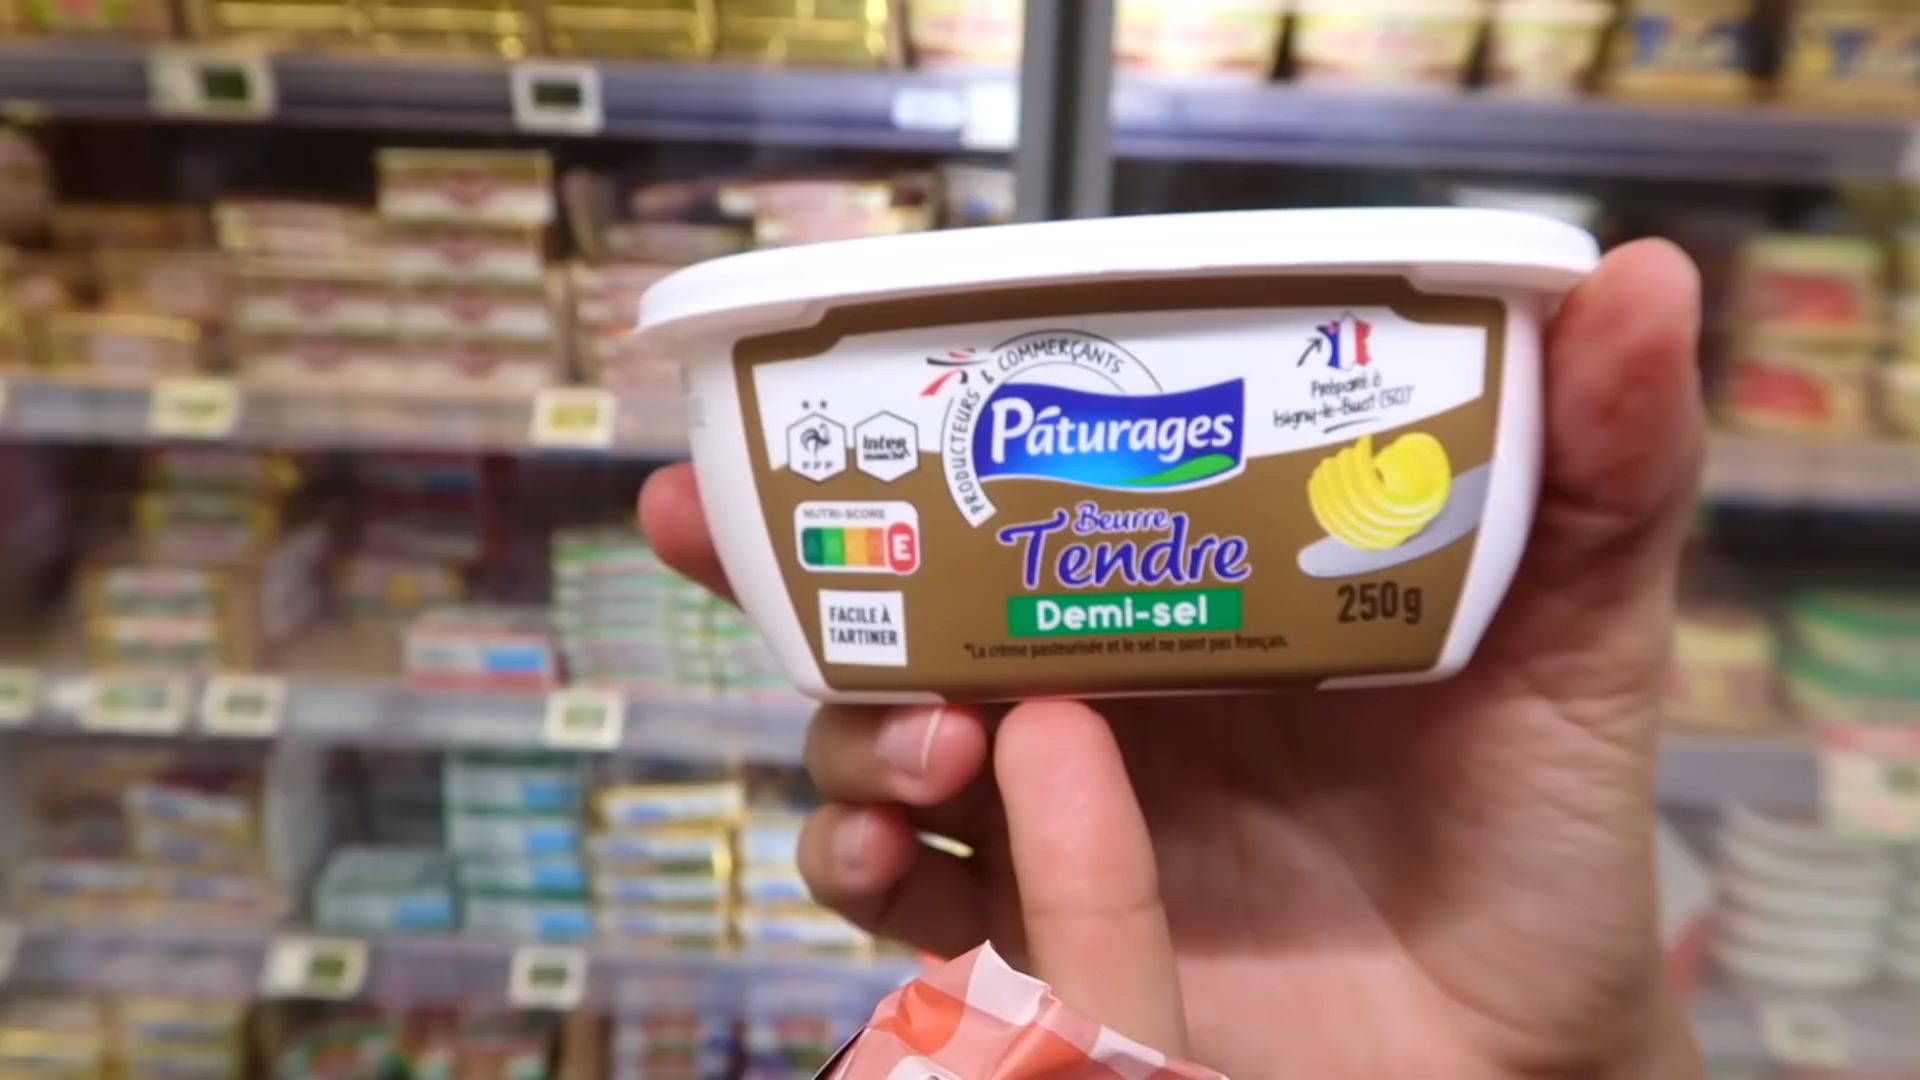 PRODUCTEURS & COMMERÇANTS
Pâturages
Préparé à
Isigny-le-Buat (50)*
FFF
Inter
marché
NUTRI-SCORE
E
Beurre
Tendre
Demi-sel
FACILE À
TARTINER
250g
*La crème pasteurisée et le sel ne sont pas français.